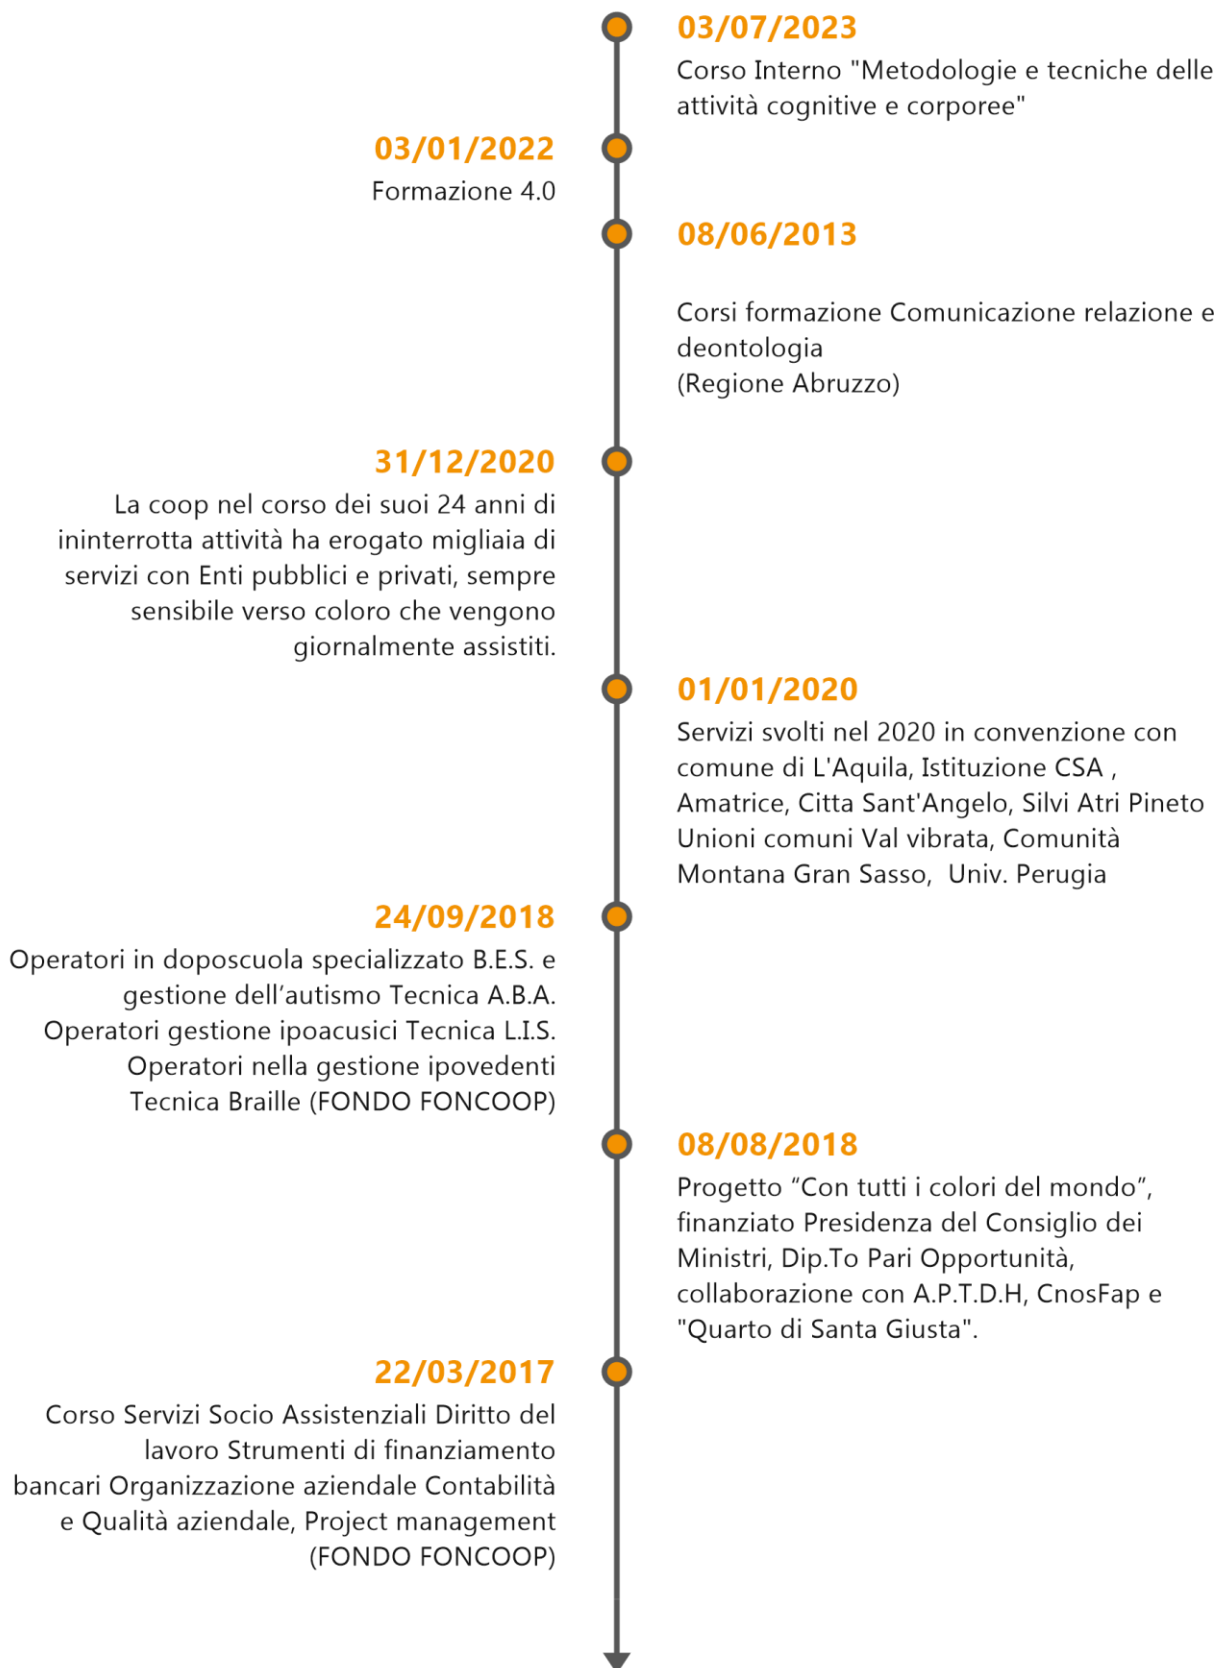 03/07/2023
Corso Interno "Metodologie e tecniche delle
attività cognitive e corporee"
03/01/2022
Formazione 4.0
08/06/2013
Corsi formazione Comunicazione relazione e
deontologia
(Regione Abruzzo)
31/12/2020
La coop nel corso dei suoi 24 anni di
ininterrotta attività ha erogato migliaia di
servizi con Enti pubblici e privati, sempre
sensibile verso coloro che vengono
giornalmente assistiti.
01/01/2020
Servizi svolti nel 2020 in convenzione con
comune di L'Aquila, Istituzione CSA ,
Amatrice, Citta Sant'Angelo, Silvi Atri Pineto
Unioni comuni Val vibrata, Comunità
Montana Gran Sasso,  Univ. Perugia
24/09/2018
Operatori in doposcuola specializzato B.E.S. e
gestione dell’autismo Tecnica A.B.A.
Operatori gestione ipoacusici Tecnica L.I.S.
Operatori nella gestione ipovedenti
Tecnica Braille (FONDO FONCOOP)
08/08/2018
Progetto “Con tutti i colori del mondo”,
finanziato Presidenza del Consiglio dei
Ministri, Dip.To Pari Opportunità,
collaborazione con A.P.T.D.H, CnosFap e
"Quarto di Santa Giusta".
22/03/2017
Corso Servizi Socio Assistenziali Diritto del
lavoro Strumenti di finanziamento
bancari Organizzazione aziendale Contabilità
e Qualità aziendale, Project management
(FONDO FONCOOP)